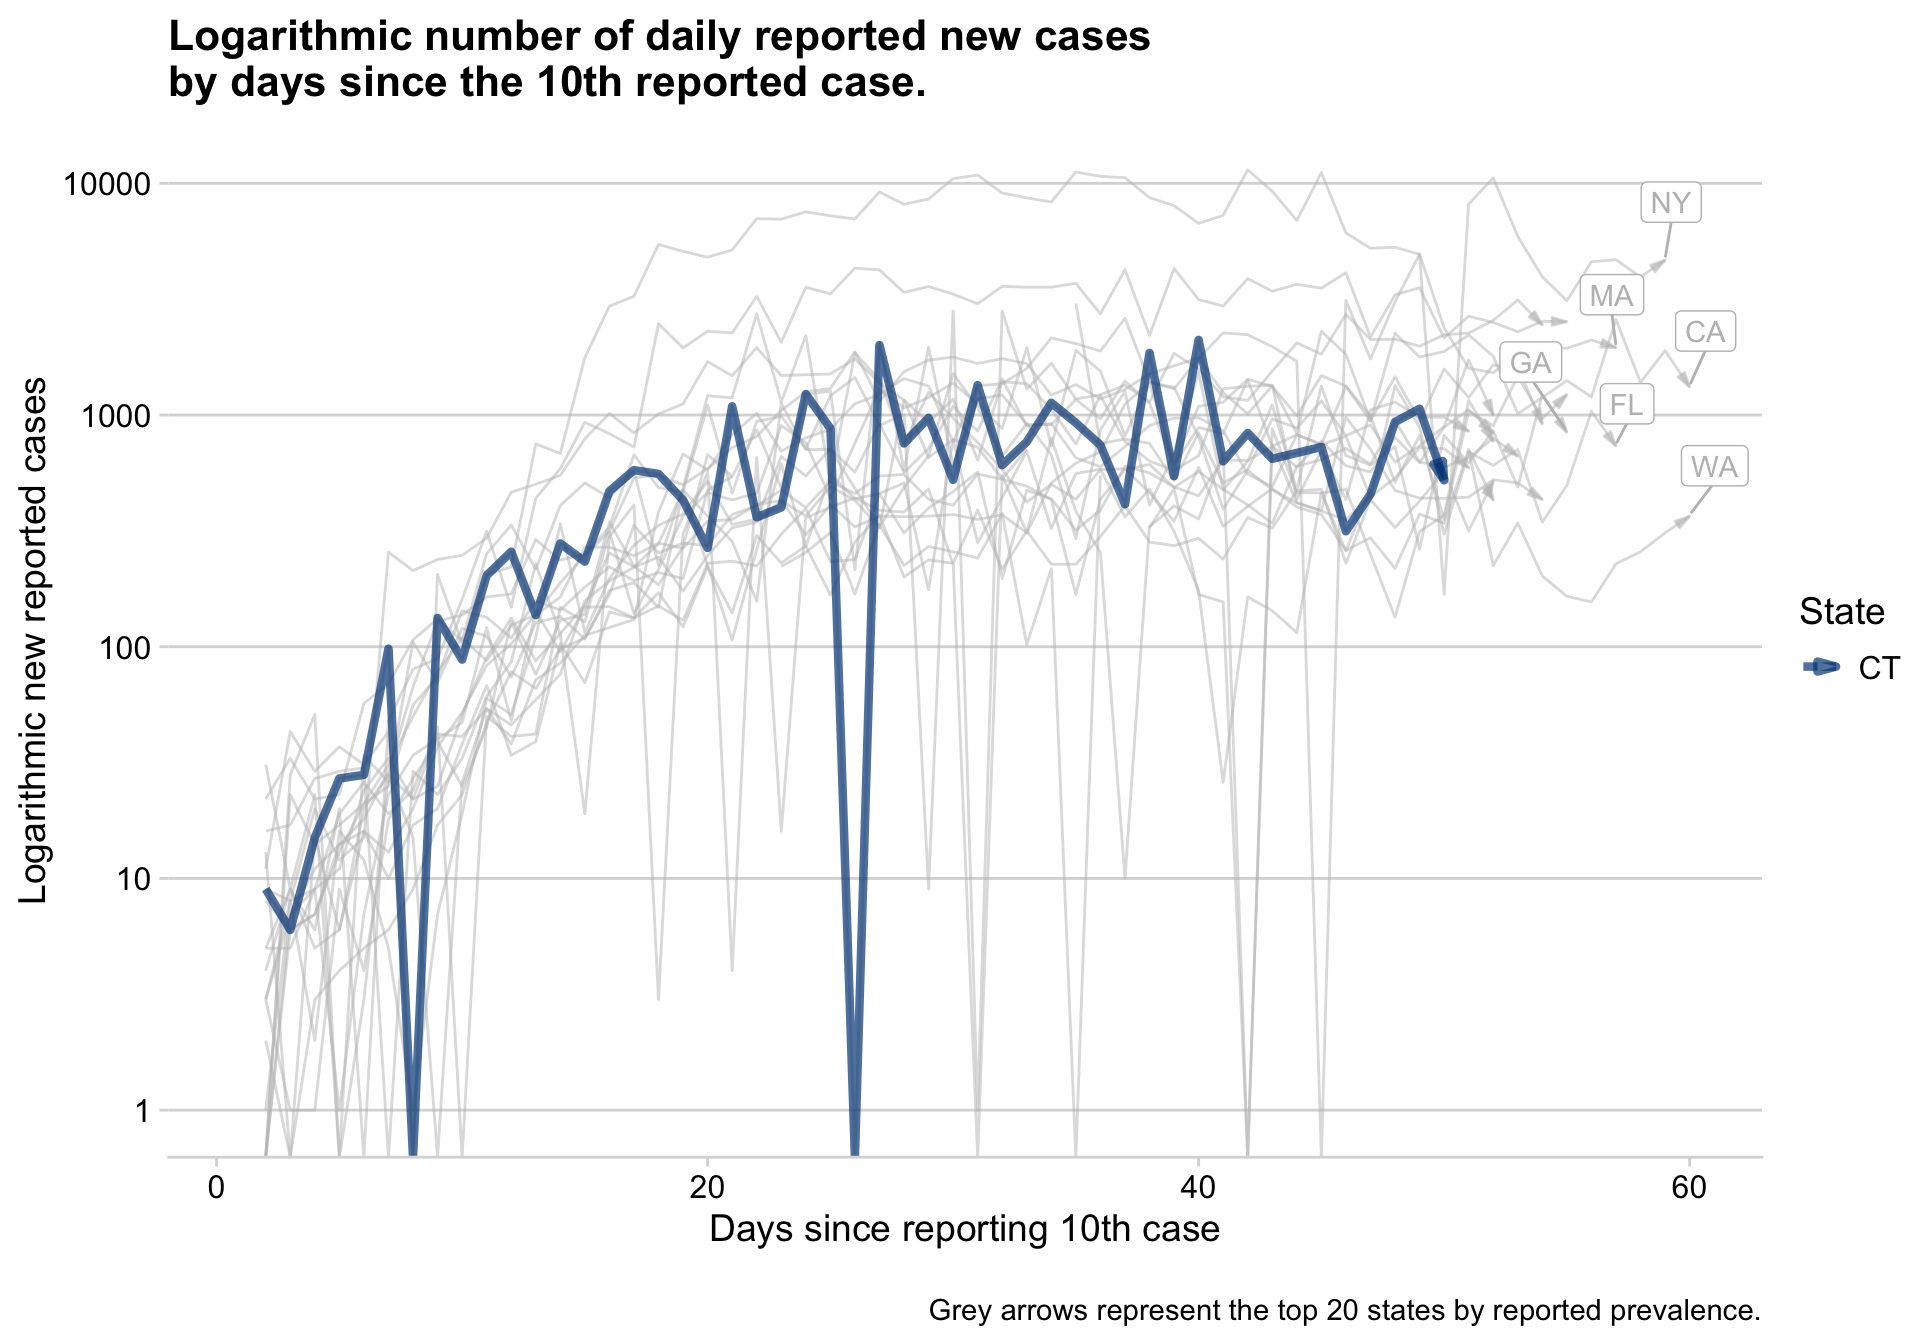 Logarithmic number of daily reported new cases
by days since the 10th reported case.
Logarithmic new reported cases
10000
1000
100
10
1
NY
MA
CA
GA
FL
WA
State
CT
0
20
40
60
Days since reporting 10th case
Grey arrows represent the top 20 states by reported prevalence.